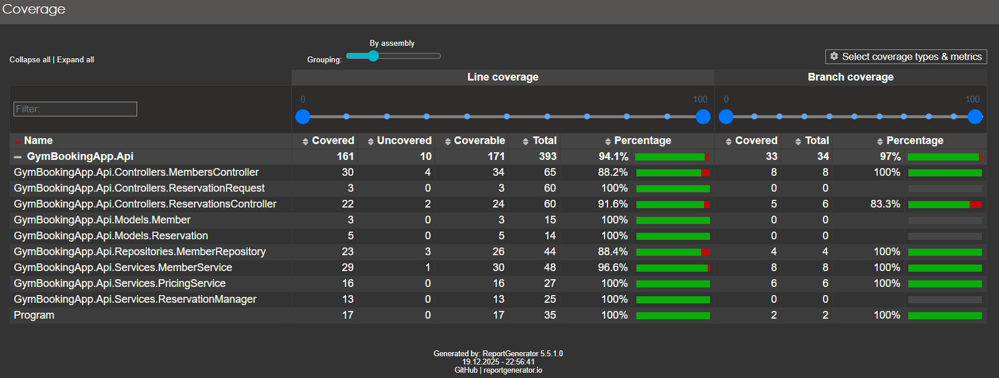 Coverage
By assembly
Collapse all | Expand all
Grouping:
Select coverage types & metrics
Line coverage Branch coverage
0 100 0 100
Filter:
Name Covered Uncovered Coverable Total Percentage Covered Total Percentage
GymBookingApp.Api 161 10 171 393 94.1% 33 34 97%
GymBookingApp.Api.Controllers.MembersController 30 4 34 65 88.2% 8 8 100%
GymBookingApp.Api.Controllers.ReservationRequest 3 0 3 60 100% 0 0
GymBookingApp.Api.Controllers.ReservationsController 22 2 24 60 91.6% 5 6 83.3%
GymBookingApp.Api.Models.Member 3 0 3 15 100% 0 0
GymBookingApp.Api.Models.Reservation 5 0 5 14 100% 0 0
GymBookingApp.Api.Repositories.MemberRepository 23 3 26 44 88.4% 4 4 100%
GymBookingApp.Api.Services.MemberService 29 1 30 48 96.6% 8 8 100%
GymBookingApp.Api.Services.PricingService 16 0 16 27 100% 6 6 100%
GymBookingApp.Api.Services.ReservationManager 13 0 13 25 100% 0 0
Program 17 0 17 35 100% 2 2 100%
Generated by: ReportGenerator 5.5.1.0
19.12.2025 - 22:56:41
GitHub | reportgenerator.io